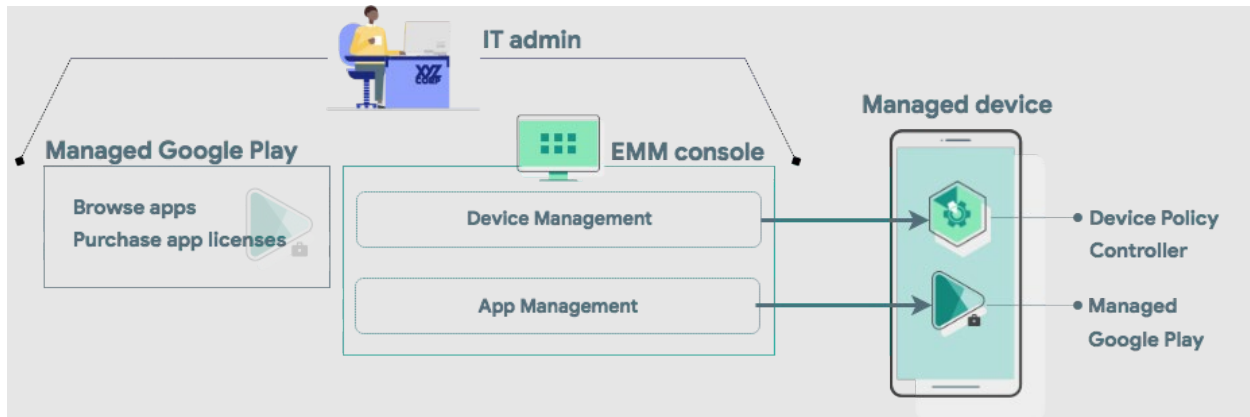 IT admin
XYZ
CORP
Managed device
Managed Google Play
EMM console
Browse apps
Purchase app licenses
Device Management
App Management
Device Policy
Controller
Managed
Google Play